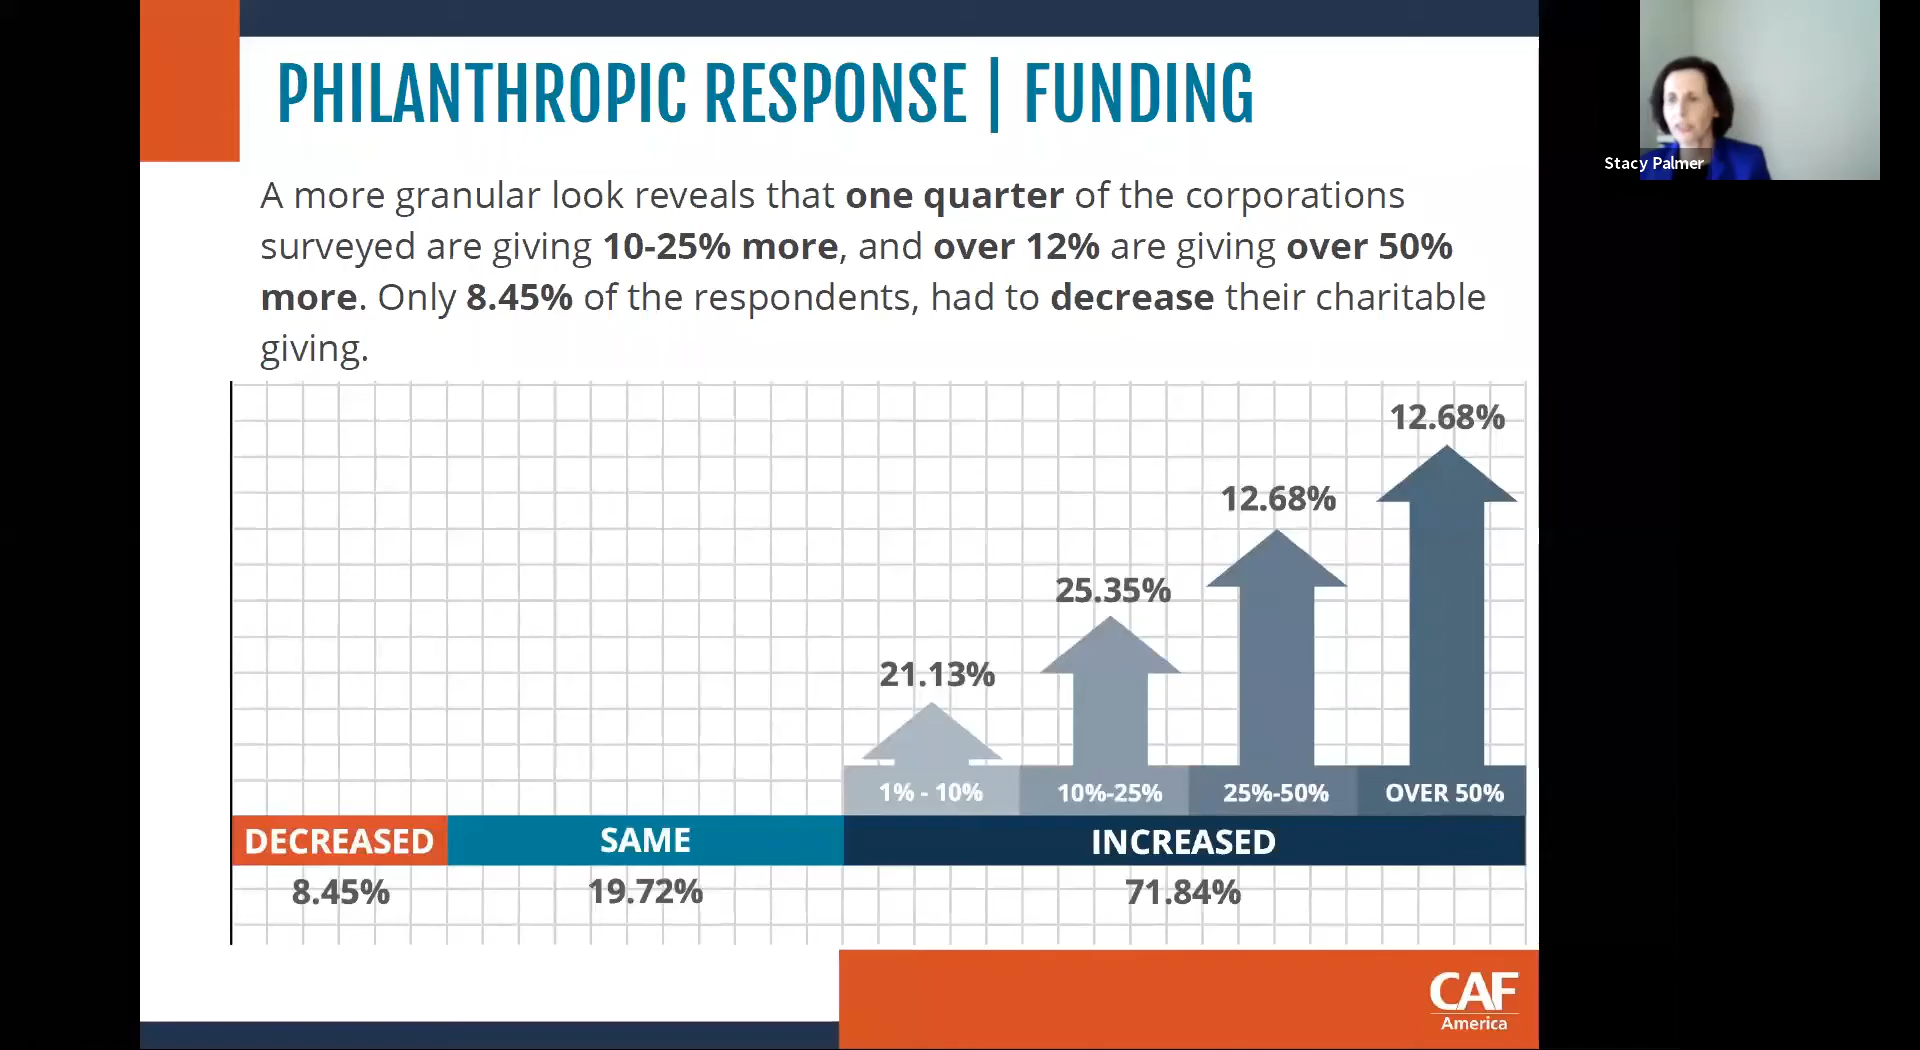 PHILANTHROPIC RESPONSE | FUNDING
Stacy Palmer
A more granular look reveals that one quarter of the corporations
surveyed are giving 10-25% more, and over 12% are giving over 50%
more. Only 8.45% of the respondents, had to decrease their charitable
giving.
12.68%
12.68%
25.35%
21.13%
1% - 10% 10%-25% 25%-50% OVER 50%
DECREASED SAME INCREASED
8.45% 19.72% 71.84%
CAF
America